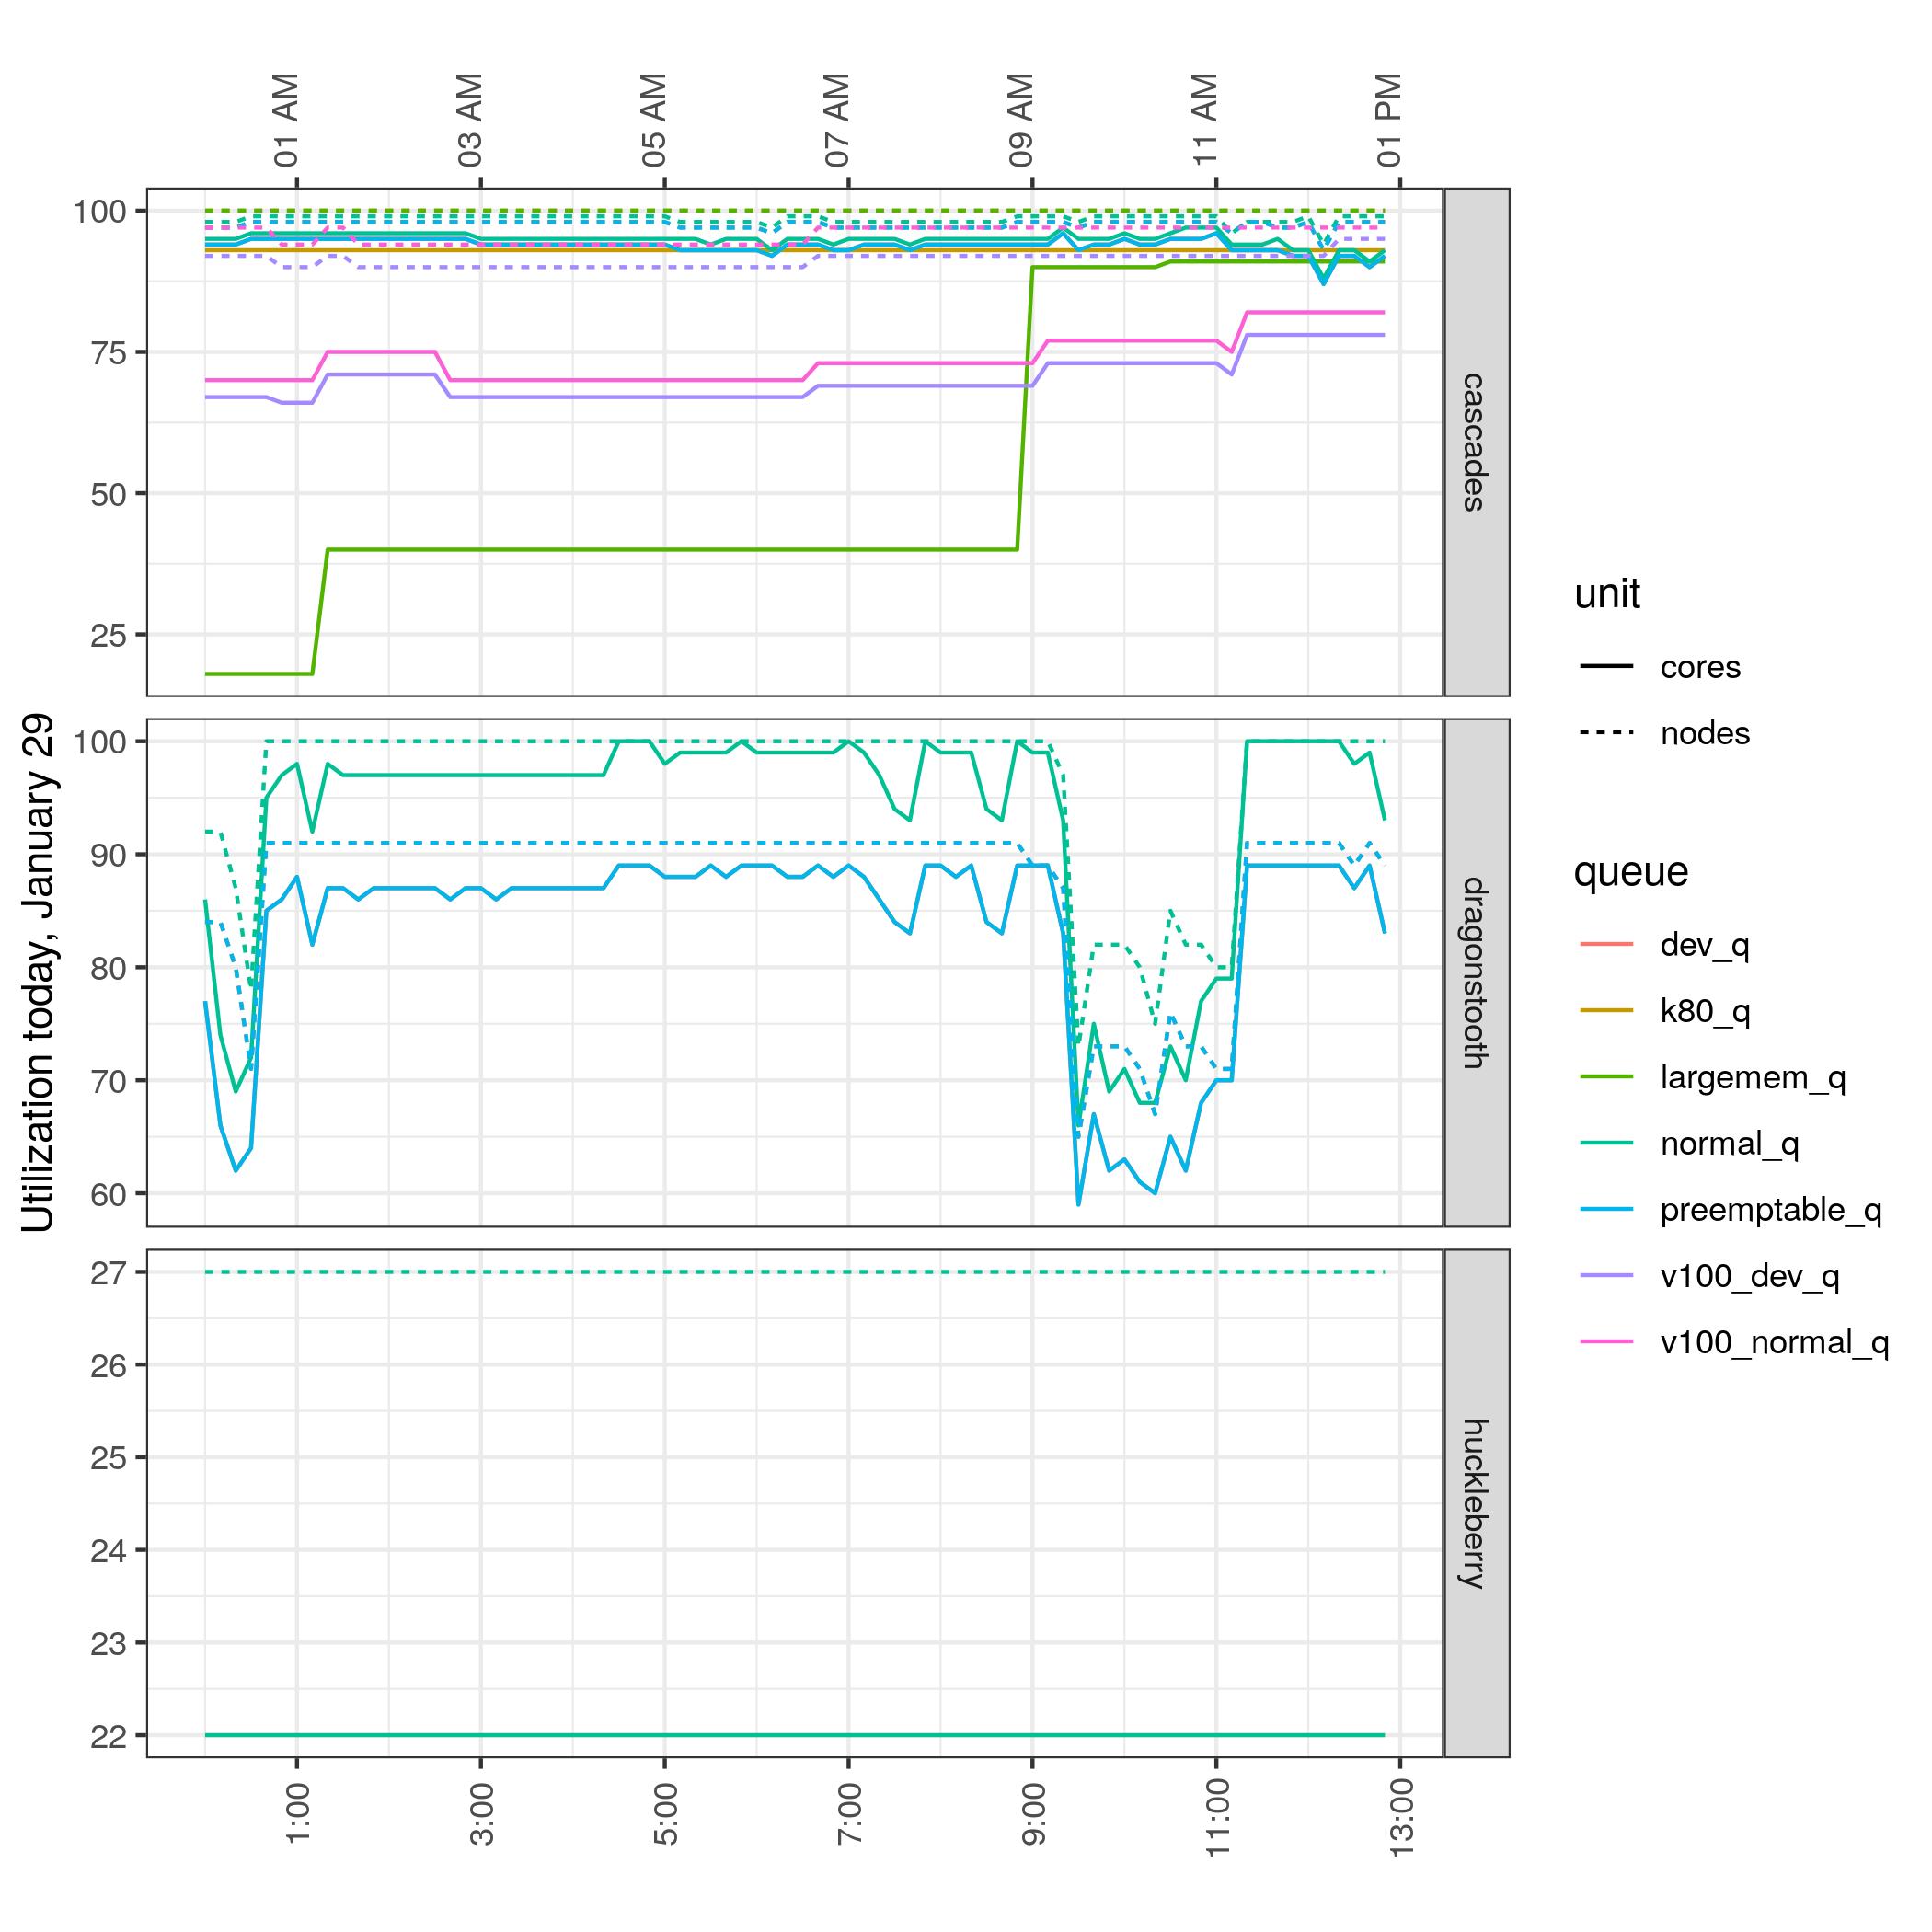 01 AM
03 AM
05 AM
07 AM
09 AM
11 AM
01 PM
Utilization today, January 29
100
75
50
25
cascades
100
90
80
70
60
dragonstooth
27
26
25
24
23
22
huckleberry
1:00
3:00
5:00
7:00
9:00
11:00
13:00
unit
cores
nodes
queue
dev_q
k80_q
largemem_q
normal_q
preemptable_q
v100_dev_q
v100_normal_q